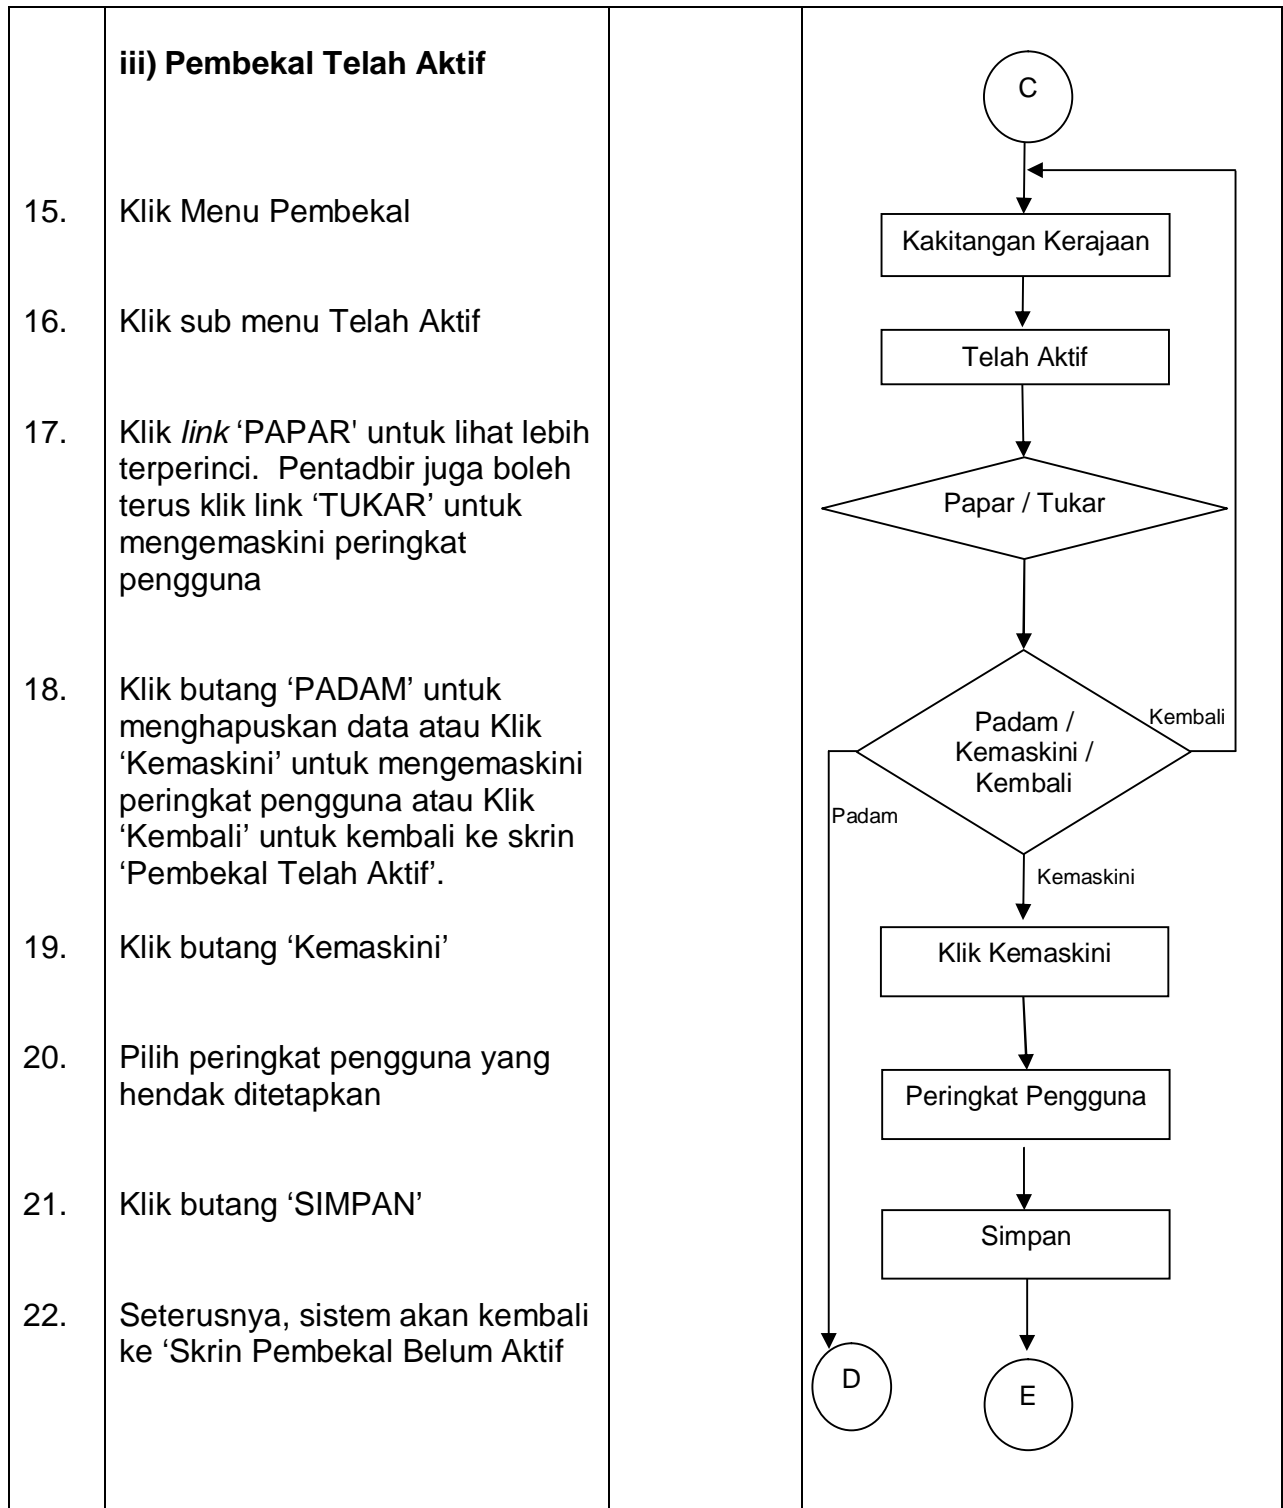 iii) Pembekal Telah Aktif
15. Klik Menu Pembekal
16. Klik sub menu Telah Aktif
17. Klik link ‘PAPAR' untuk lihat lebih
terperinci. Pentadbir juga boleh
terus klik link ‘TUKAR’ untuk
mengemaskini peringkat
pengguna
18. Klik butang ‘PADAM’ untuk
menghapuskan data atau Klik
‘Kemaskini’ untuk mengemaskini
peringkat pengguna atau Klik
‘Kembali’ untuk kembali ke skrin
‘Pembekal Telah Aktif’.
19. Klik butang ‘Kemaskini’
20. Pilih peringkat pengguna yang
hendak ditetapkan
21. Klik butang ‘SIMPAN’
22. Seterusnya, sistem akan kembali
ke ‘Skrin Pembekal Belum Aktif
C
Kakitangan Kerajaan
Telah Aktif
Papar / Tukar
Padam /
Kemaskini /
Kembali
Kembali
Padam
Kemaskini
Klik Kemaskini
Peringkat Pengguna
Simpan
D
E